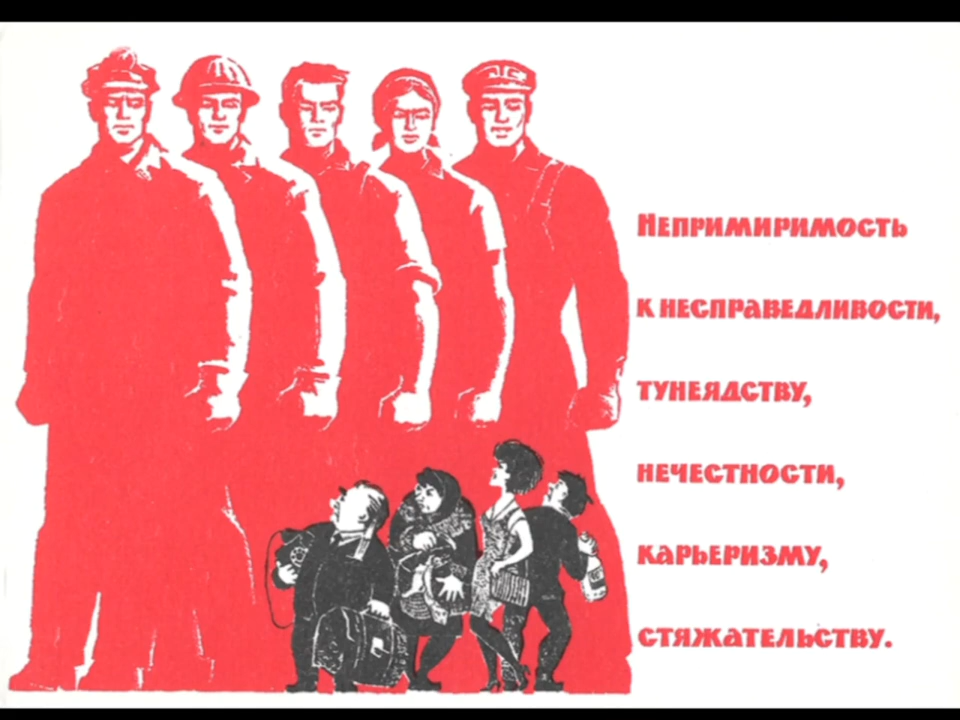 Непримиримость
к несправедливости,
тунеядству,
нечестности,
карьеризму,
стяжательству.